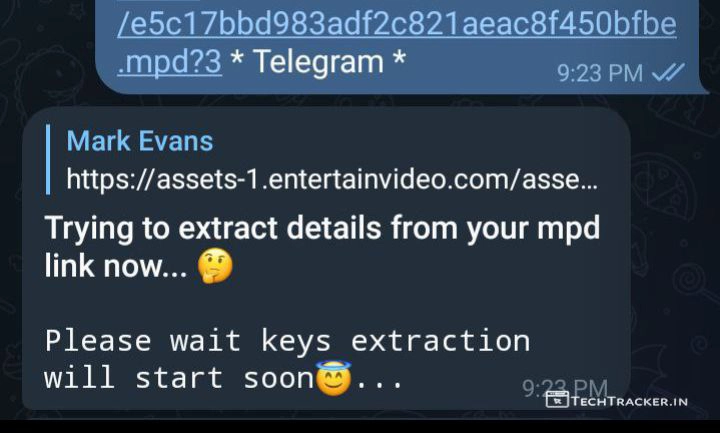 /e5c17bbd983adf2c821aeac8f450bfbe
.mpd?3 * Telegram *
9:23 PM
Mark Evans
https://assets-1.entertainvideo.com/asse...
Trying to extract details from your mpd
link now... 🤔
Please wait keys extraction
will start soon😇...
9:23 PM
TECHTRACKER.IN